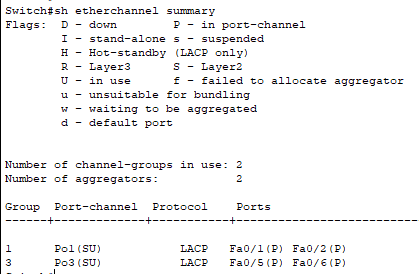 Switch#sh etherchannel summary
Flags:  D - down        P - in port-channel
        I - stand-alone s - suspended
        H - Hot-standby (LACP only)
        R - Layer3      S - Layer2
        U - in use      f - failed to allocate aggregator
        u - unsuitable for bundling
        w - waiting to be aggregated
        d - default port
Number of channel-groups in use: 2
Number of aggregators:           2
Group  Port-channel  Protocol    Ports
------+-------------+-----------+----------------------------
1      Po1(SU)           LACP   Fa0/1(P) Fa0/2(P)
3      Po3(SU)           LACP   Fa0/5(P) Fa0/6(P)